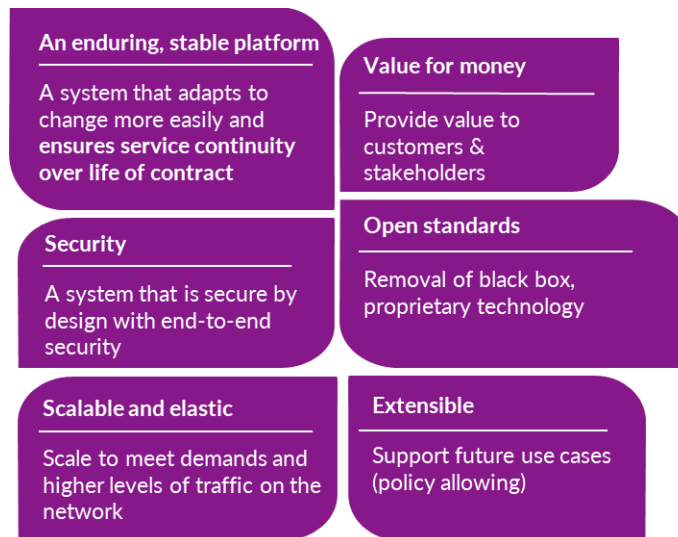 An enduring, stable platform
A system that adapts to
change more easily and
ensures service continuity
over life of contract
Value for money
Provide value to
customers &
stakeholders
Security
A system that is secure by
design with end-to-end
security
Open standards
Removal of black box,
proprietary technology
Scalable and elastic
Scale to meet demands and
higher levels of traffic on the
network
Extensible
Support future use cases
(policy allowing)